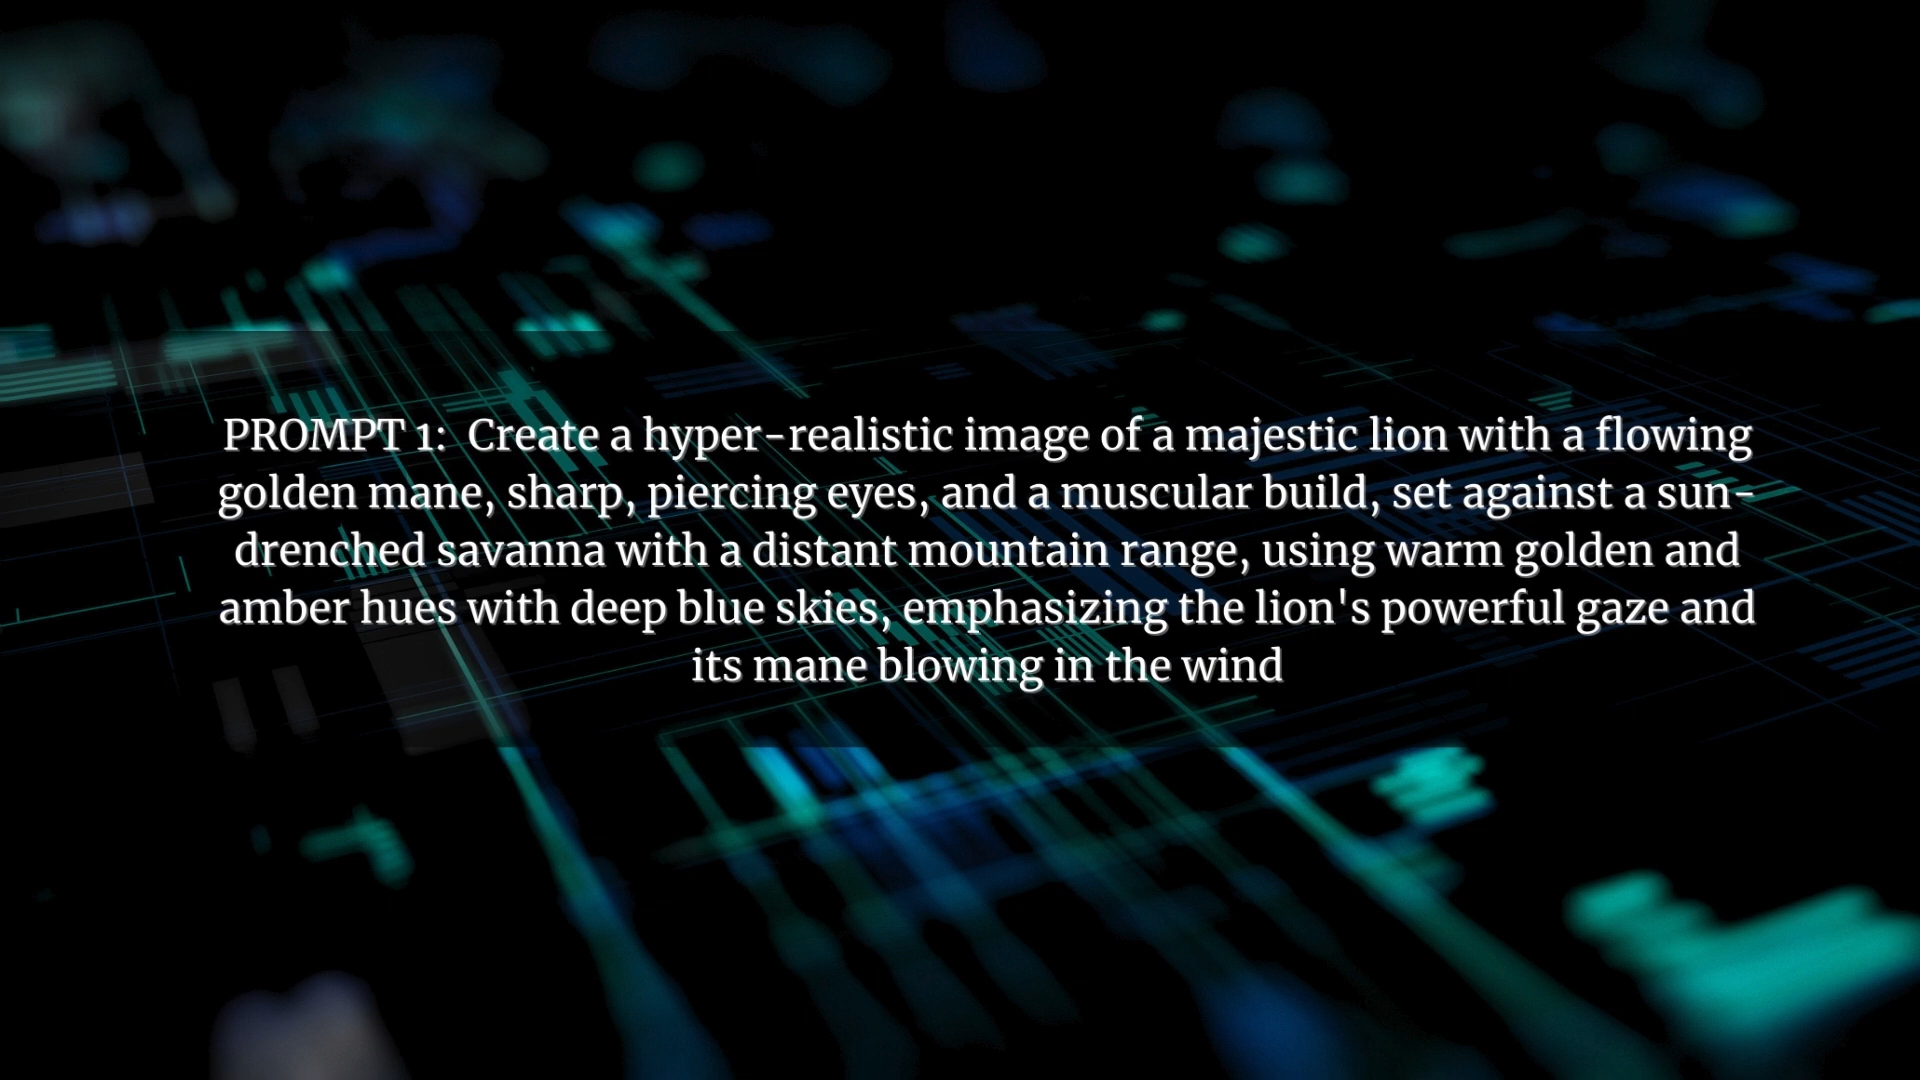 PROMPT 1:  Create a hyper-realistic image of a majestic lion with a flowing
golden mane, sharp, piercing eyes, and a muscular build, set against a sun-
drenched savanna with a distant mountain range, using warm golden and
amber hues with deep blue skies, emphasizing the lion's powerful gaze and
its mane blowing in the wind